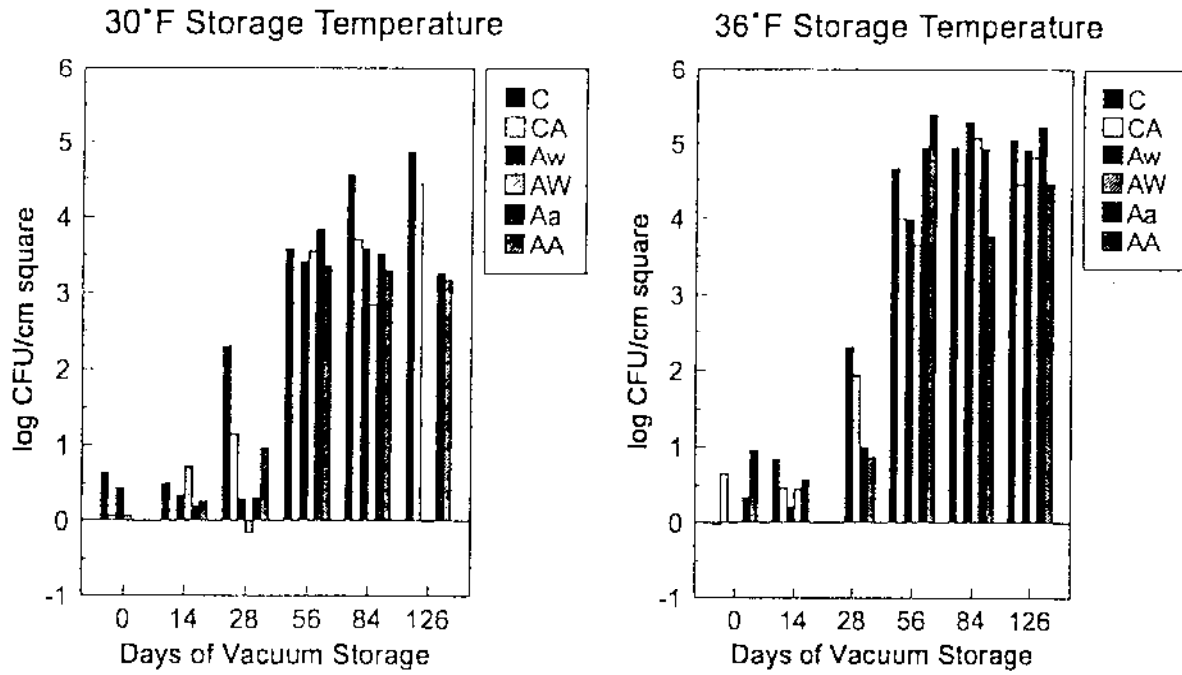 30°F Storage Temperature
6
5
4
3
2
1
0
-1
log CFU/cm square
0 14 28 56 84 126
Days of Vacuum Storage
C
CA
Aw
AW
Aa
AA
36°F Storage Temperature
6
5
4
3
2
1
0
-1
log CFU/cm square
0 14 28 56 84 126
Days of Vacuum Storage
C
CA
Aw
AW
Aa
AA